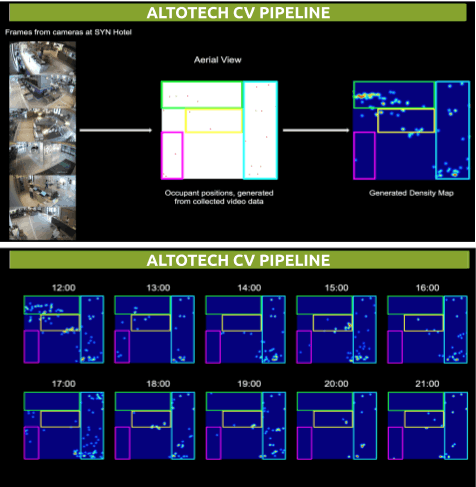 ALTOTECH CV PIPELINE
Frames from cameras at SYN Hotel
Aerial View
Occupant positions, generated
from collected video data
Generated Density Map
ALTOTECH CV PIPELINE
12:00 13:00 14:00 15:00 16:00
17:00 18:00 19:00 20:00 21:00